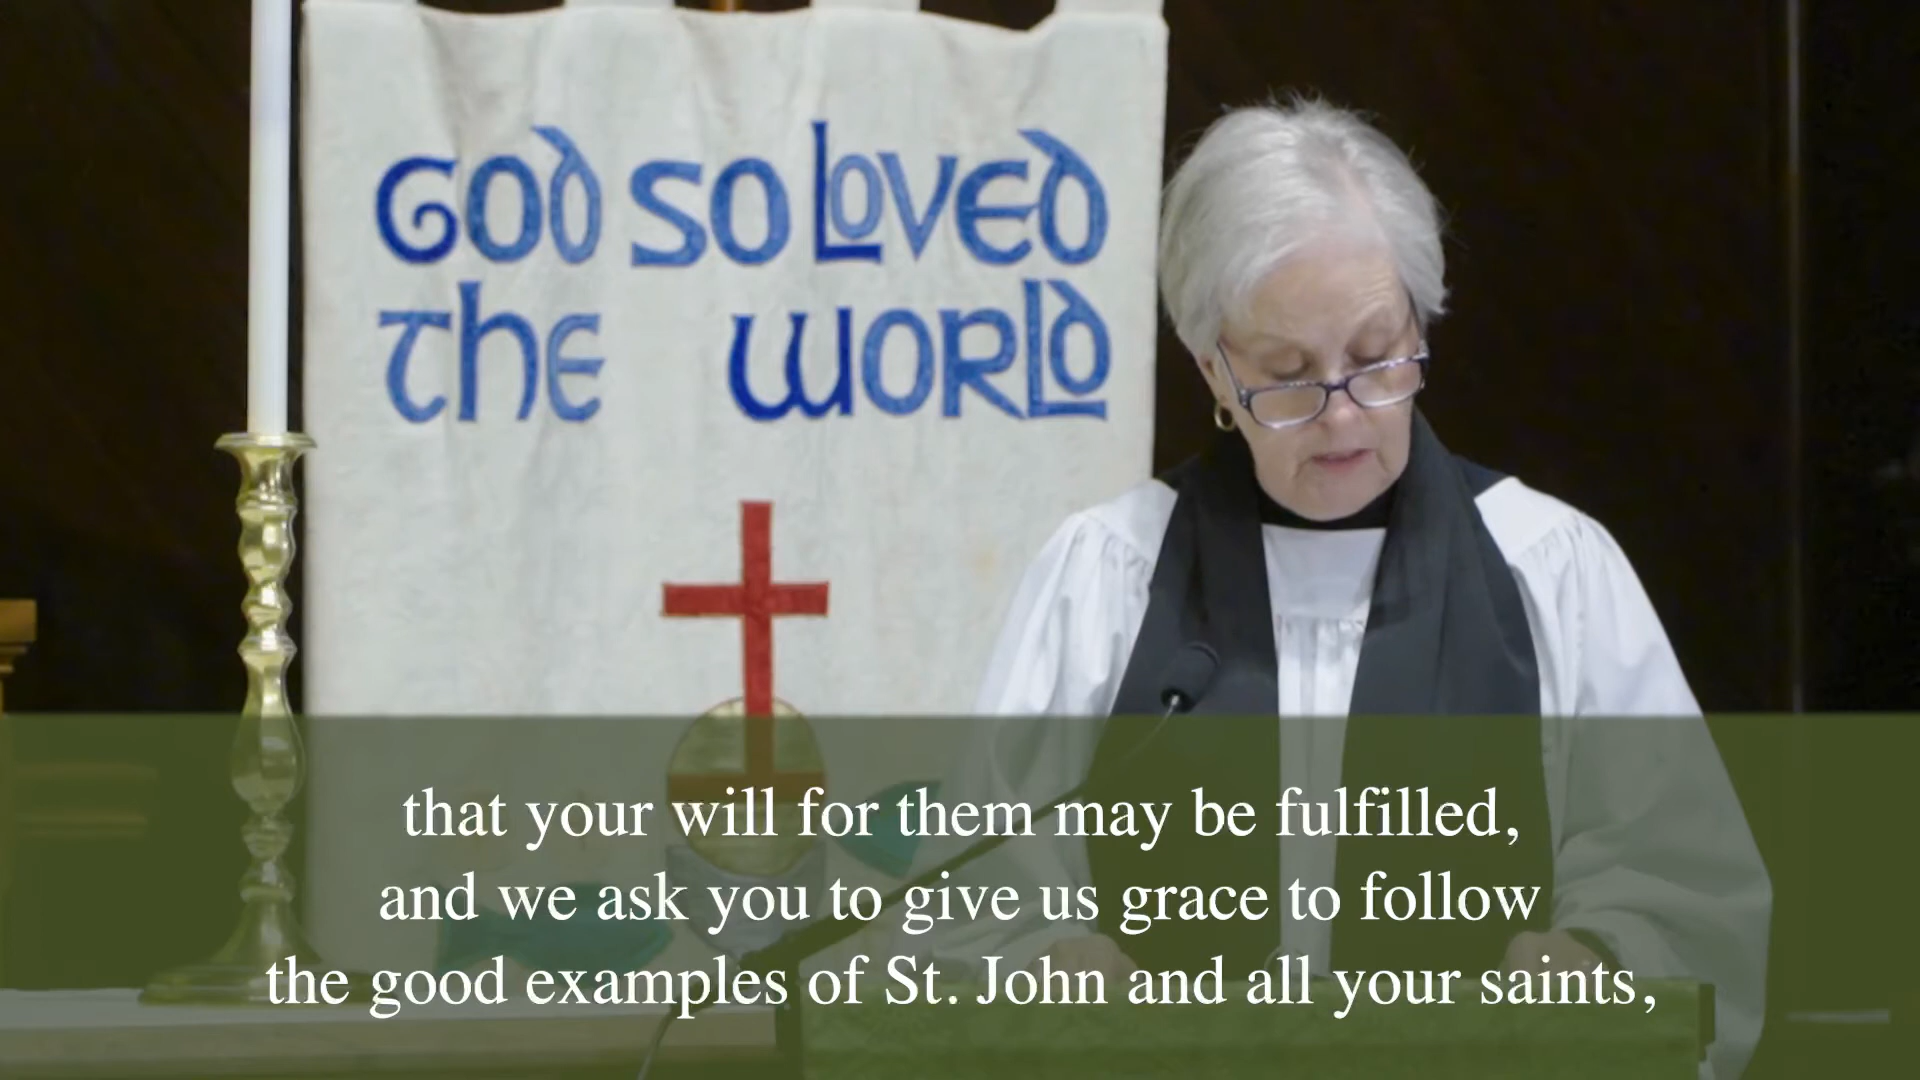 GOD SO LOVED
THE WORLD
that your will for them may be fulfilled,
and we ask you to give us grace to follow
the good examples of St. John and all your saints,